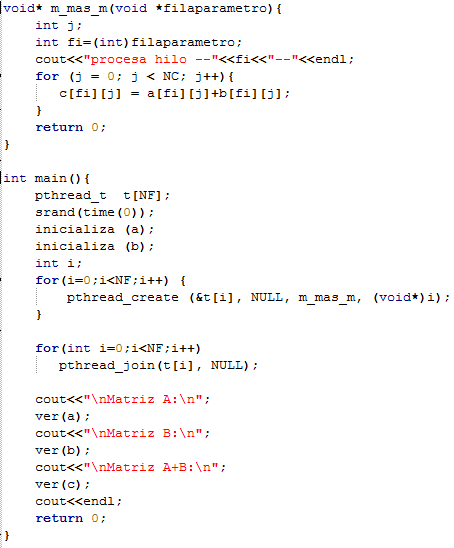 void* m_mas_m(void *filaparametro){
int j;
int fi=(int)filaparametro;
cout<<"procesa hilo --"<<fi<<"--"<<endl;
for (j = 0; j < NC; j++){
c[fi][j] = a[fi][j]+b[fi][j];
}
return 0;
}
int main(){
pthread_t  t[NF];
srand(time(0));
inicializa (a);
inicializa (b);
int i;
for(i=0;i<NF;i++) {
pthread_create (&t[i], NULL, m_mas_m, (void*)i);
}
for(int i=0;i<NF;i++)
pthread_join(t[i], NULL);
cout<<"\nMatriz A:\n";
ver(a);
cout<<"\nMatriz B:\n";
ver(b);
cout<<"\nMatriz A+B:\n";
ver(c);
cout<<endl;
return 0;
}